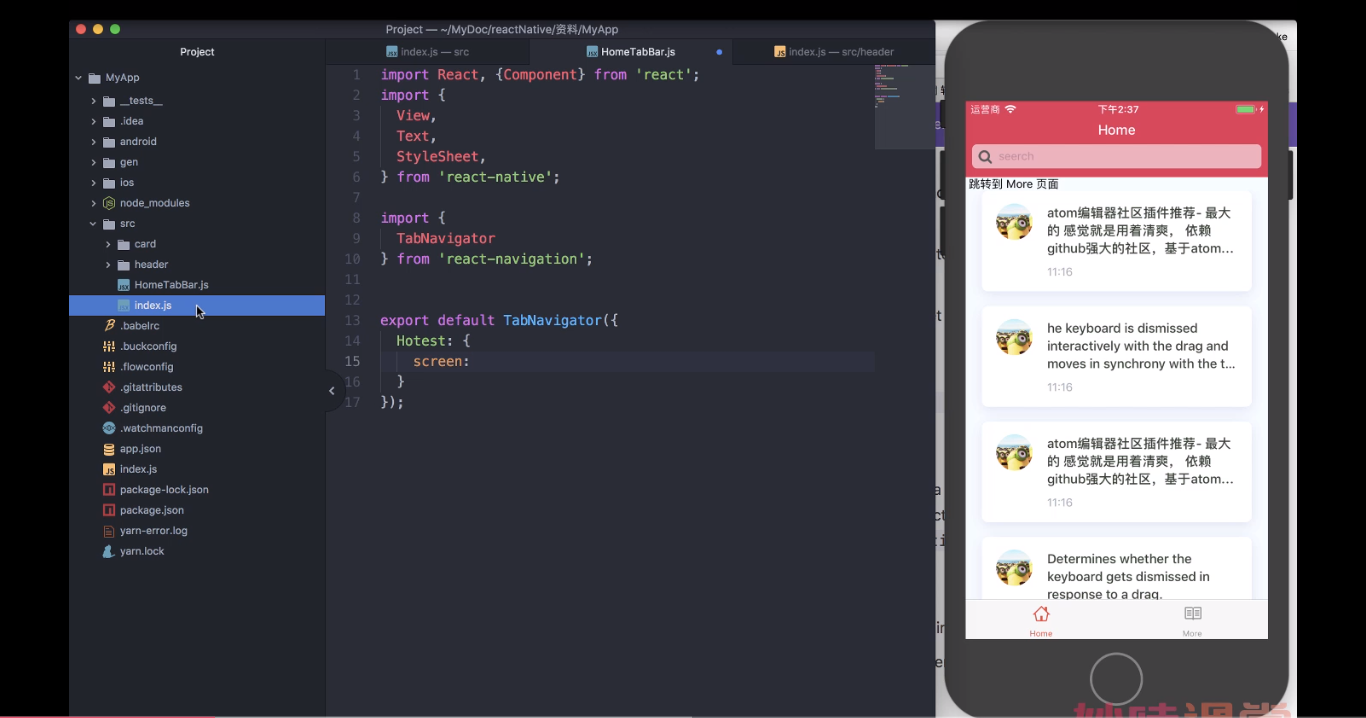 Project — ~/MyDoc/reactNative/资料/MyApp
Project
index.js — src
HomeTabBar.js
index.js — src/header
MyApp
__tests__
.idea
android
gen
ios
node_modules
src
card
header
HomeTabBar.js
index.js
.babelrc
.buckconfig
.flowconfig
.gitattributes
.gitignore
.watchmanconfig
app.json
index.js
package-lock.json
package.json
yarn-error.log
yarn.lock
1 import React, {Component} from 'react';
2 import {
3 View,
4 Text,
5 StyleSheet,
6 } from 'react-native';
7
8 import {
9 TabNavigator
10 } from 'react-navigation';
11
12
13 export default TabNavigator({
14 Hotest: {
15 screen:
16 }
17 });
运营商 下午2:37
Home
seerch
跳转到 More 页面
atom编辑器社区插件推荐- 最大
的 感觉就是用着清爽， 依赖
github强大的社区，基于atom...
11:16
he keyboard is dismissed
interactively with the drag and
moves in synchrony with the t...
11:16
atom编辑器社区插件推荐- 最大
的 感觉就是用着清爽， 依赖
github强大的社区，基于atom...
11:16
Determines whether the
keyboard gets dismissed in
response to a drag.
Home
More